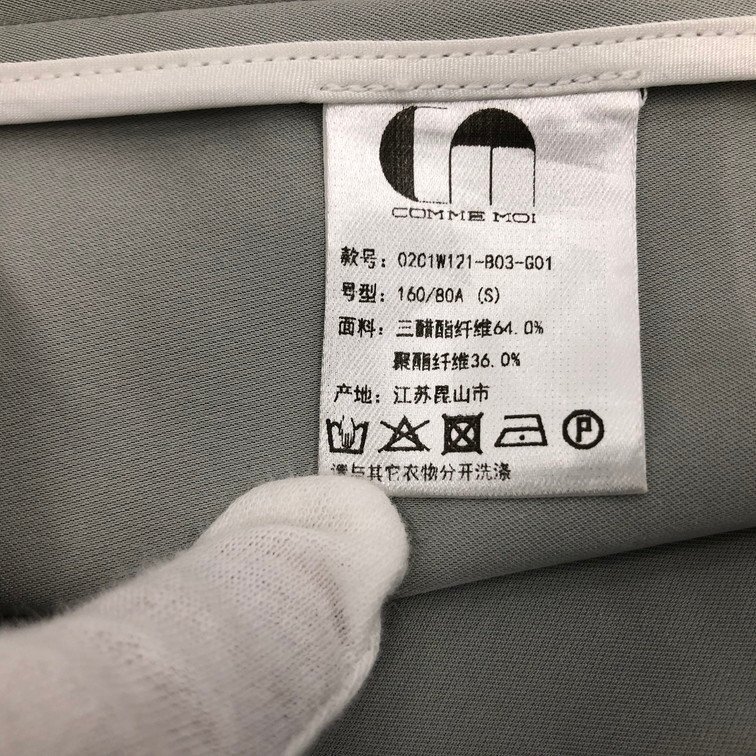 COMME MOI
款号: 0201W121-B03-G01
号型: 160/80A (S)
面料: 三醋酯纤维64.0%
聚酯纤维36.0%
产地: 江苏昆山市
P
请与其它衣物分开洗涤